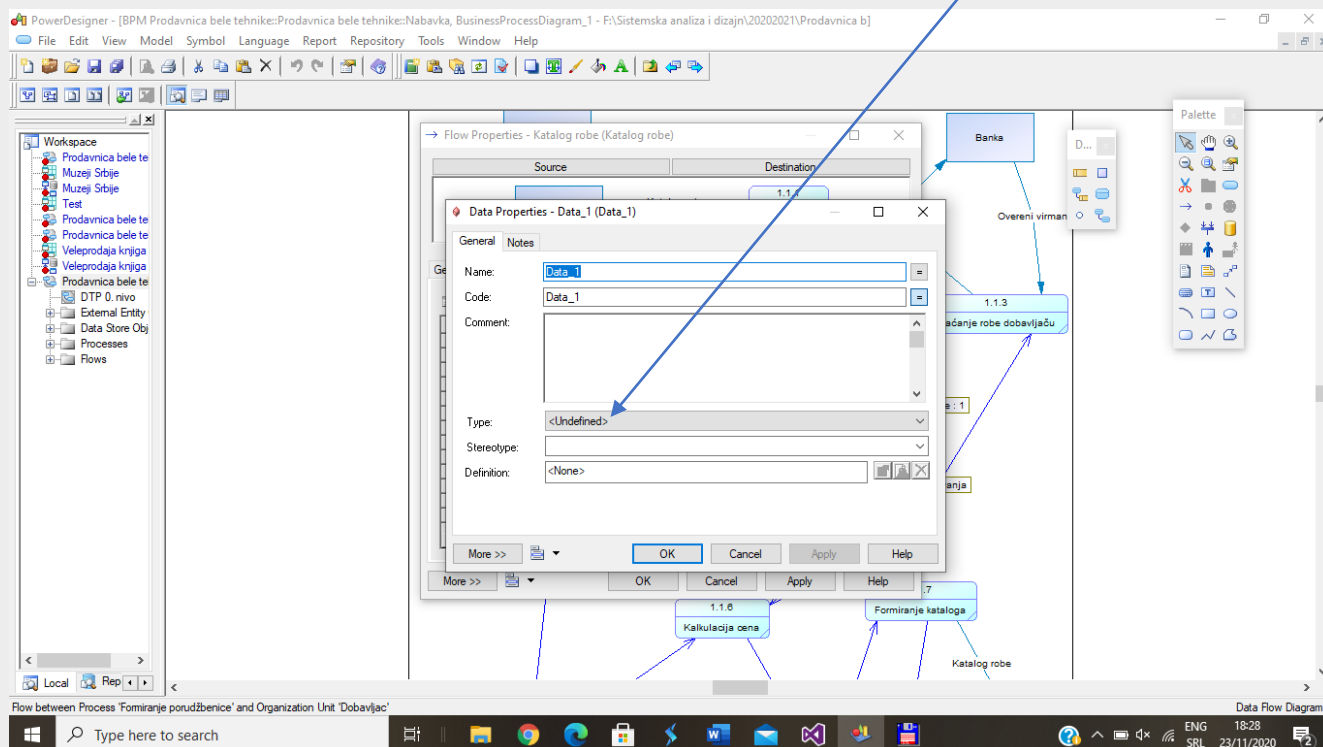 PowerDesigner - [BPM Prodavnica bele tehnike::Prodavnica bele tehnike::Nabavka, BusinessProcessDiagram_1 - F:\Sistemska analiza i dizajn\20202021\Prodavnica b]
File Edit View Model Symbol Language Report Repository Tools Window Help
Workspace
Prodavnica bele te
Muzeji Srbije
Muzeji Srbije
Test
Prodavnica bele te
Prodavnica bele te
Veleprodaja knjiga
Veleprodaja knjiga
Prodavnica bele te
DTP 0. nivo
External Entity
Data Store Obj
Processes
Flows
Local Rep
Flow Properties - Katalog robe (Katalog robe)
Source Destination
1.1.1
Ge
Data Properties - Data_1 (Data_1)
General Notes
Name: Data_1 =
Code: Data_1 =
Comment:
Type: <Undefined>
Stereotype:
Definition: <None>
More >> OK Cancel Apply Help
More >> OK Cancel Apply Help
Banka
Overeni virman
1.1.3
aćanje robe dobavljaču
e : 1
anja
1.1.6
Kalkulacija cena
.7
Formiranje kataloga
Katalog robe
D...
Palette
Flow between Process 'Formiranje porudžbenice' and Organization Unit 'Dobavljac'
Data Flow Diagram
Type here to search
ENG
SRL
18:28
23/11/2020
2